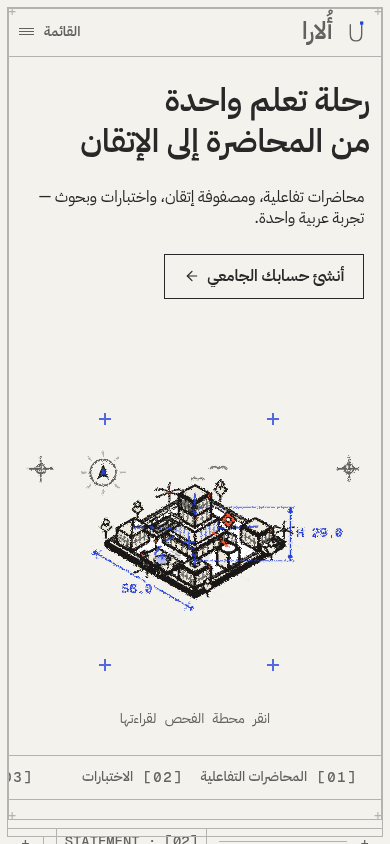 ألارا
القائمة
رحلة تعلم واحدة
من المحاضرة إلى الإتقان
محاضرات تفاعلية، ومصفوفة إتقان، واختبارات وبحوث —
تجربة عربية واحدة.
أنشئ حسابك الجامعي ←
H 29.0
56.0
انقر محطة الفحص لقراءتها
[01] المحاضرات التفاعلية
[02] الاختبارات
03]
STATEMENT · [02]